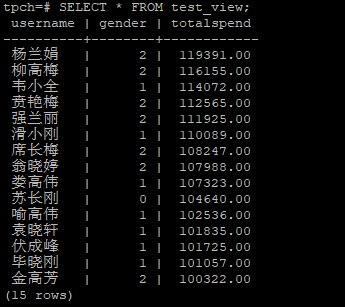 tpch=# SELECT * FROM test_view;
username | gender | totalspend
----------+--------+------------
杨兰娟 | 2 | 119391.00
柳高梅 | 2 | 116155.00
韦小全 | 1 | 114072.00
贲艳梅 | 2 | 112565.00
强兰丽 | 2 | 111925.00
滑小刚 | 1 | 110089.00
席长梅 | 2 | 108247.00
翁晓婷 | 2 | 107988.00
娄高伟 | 1 | 107323.00
苏长刚 | 0 | 104640.00
喻高伟 | 1 | 102536.00
袁晓轩 | 1 | 101835.00
伏成峰 | 1 | 101725.00
毕晓刚 | 1 | 101057.00
金高芳 | 2 | 100322.00
(15 rows)